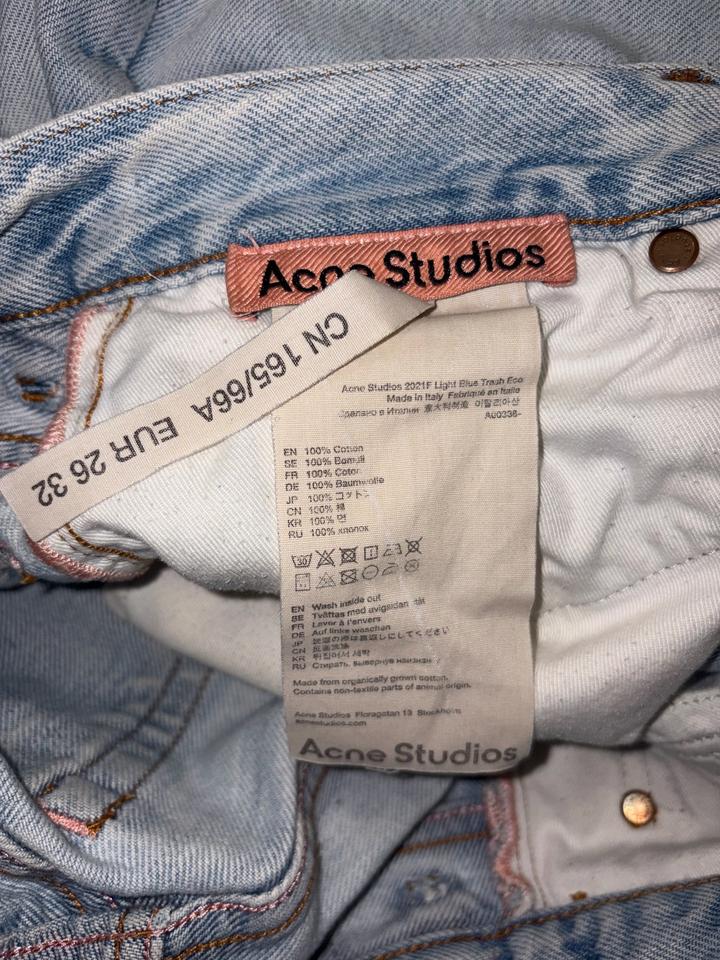 Acne Studios
CN 165/66A EUR 26 32
Acne Studios 2021F Light Blue Trash Eco
Made in Italy Fabriqué en Italie
Сделано в Италии 意大利制造 이탈리아산
A00336-
EN 100% Cotton
SE 100% Bomull
FR 100% Coton
DE 100% Baumwolle
JP 100% コットン
CN 100% 棉
KR 100% 면
RU 100% хлопок
30
EN Wash inside out
SE Tvättas med avigsidan
FR Laver à l'envers
DE Auf links waschen
JP
CN 反面洗涤
KR 뒤집어서 세탁
RU Стирать, вывернув наизнанку
Made from organically grown cotton.
Contains non-textile parts of animal origin.
Acne Studios Floragatan 13 Stockholm
acnestudios.com
Acne Studios